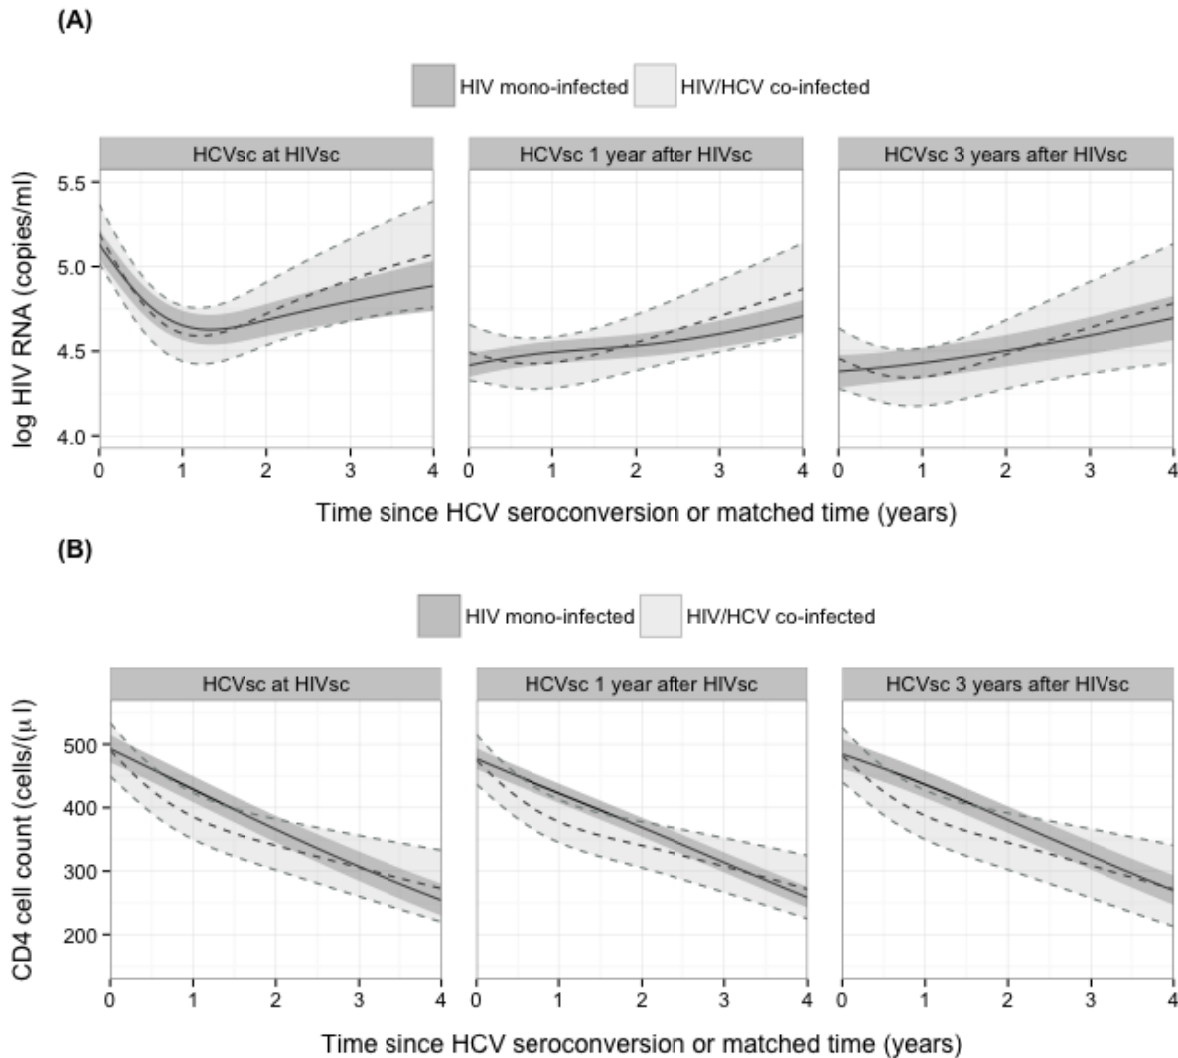 (A)
HIV mono-infected HIV/HCV co-infected
HCVsc at HIVsc HCVsc 1 year after HIVsc HCVsc 3 years after HIVsc
log HIV RNA (copies/ml)
5.5
5.0
4.5
4.0
0 1 2 3 4 0 1 2 3 4 0 1 2 3 4
Time since HCV seroconversion or matched time (years)
(B)
HIV mono-infected HIV/HCV co-infected
HCVsc at HIVsc HCVsc 1 year after HIVsc HCVsc 3 years after HIVsc
CD4 cell count (cells/(μ l)
500
400
300
200
0 1 2 3 4 0 1 2 3 4 0 1 2 3 4
Time since HCV seroconversion or matched time (years)